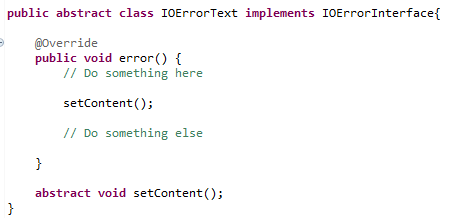 public abstract class IOErrorText implements IOErrorInterface{
@Override
public void error() {
// Do something here
setContent();
// Do something else
}
abstract void setContent();
}